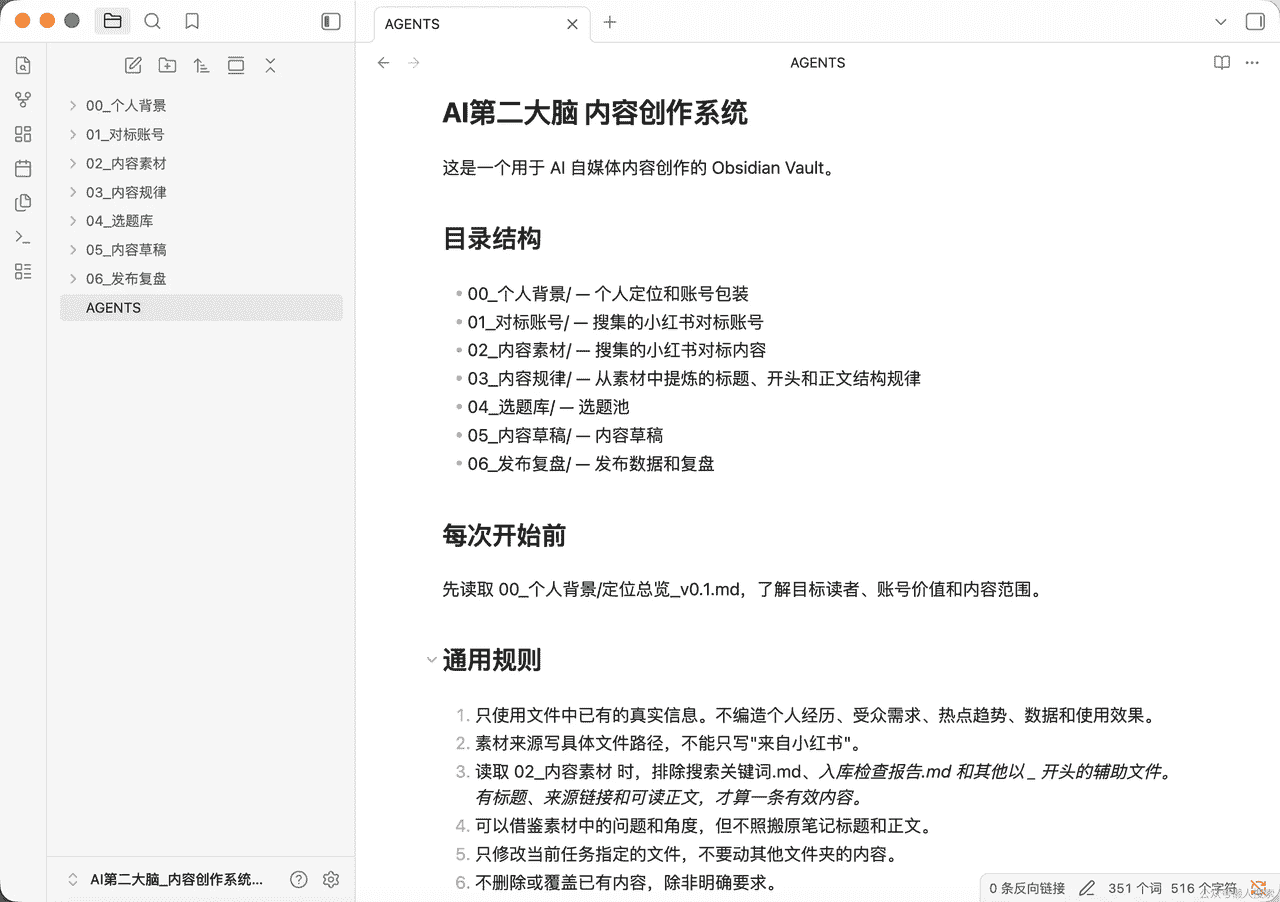 AGENTS
00_个人背景
01_对标账号
02_内容素材
03_内容规律
04_选题库
05_内容草稿
06_发布复盘
AGENTS
AI第二大脑_内容创作系统...
AGENTS
AI第二大脑 内容创作系统
这是一个用于 AI 自媒体内容创作的 Obsidian Vault。
目录结构
00_个人背景/ — 个人定位和账号包装
01_对标账号/ — 搜集的小红书对标账号
02_内容素材/ — 搜集的小红书对标内容
03_内容规律/ — 从素材中提炼的标题、开头和正文结构规律
04_选题库/ — 选题池
05_内容草稿/ — 内容草稿
06_发布复盘/ — 发布数据和复盘
每次开始前
先读取 00_个人背景/定位总览_v0.1.md，了解目标读者、账号价值和内容范围。
通用规则
1. 只使用文件中已有的真实信息。不编造个人经历、受众需求、热点趋势、数据和使用效果。
2. 素材来源写具体文件路径，不能只写"来自小红书"。
3. 读取 02_内容素材 时，排除搜索关键词.md、入库检查报告.md 和其他以 _ 开头的辅助文件。
有标题、来源链接和可读正文，才算一条有效内容。
4. 可以借鉴素材中的问题和角度，但不照搬原笔记标题和正文。
5. 只修改当前任务指定的文件，不要动其他文件夹的内容。
6. 不删除或覆盖已有内容，除非明确要求。
0 条反向链接 351 个词 516 个字符